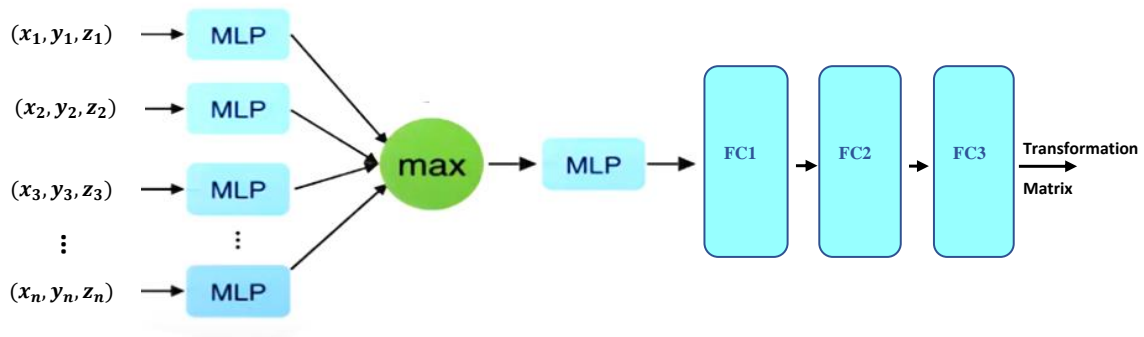 (x₁, y₁, z₁)
MLP
(x₂, y₂, z₂)
MLP
(x₃, y₃, z₃)
MLP
⋮
⋮
(xₙ, yₙ, zₙ)
MLP
max
MLP
FC1
FC2
FC3
Transformation
Matrix